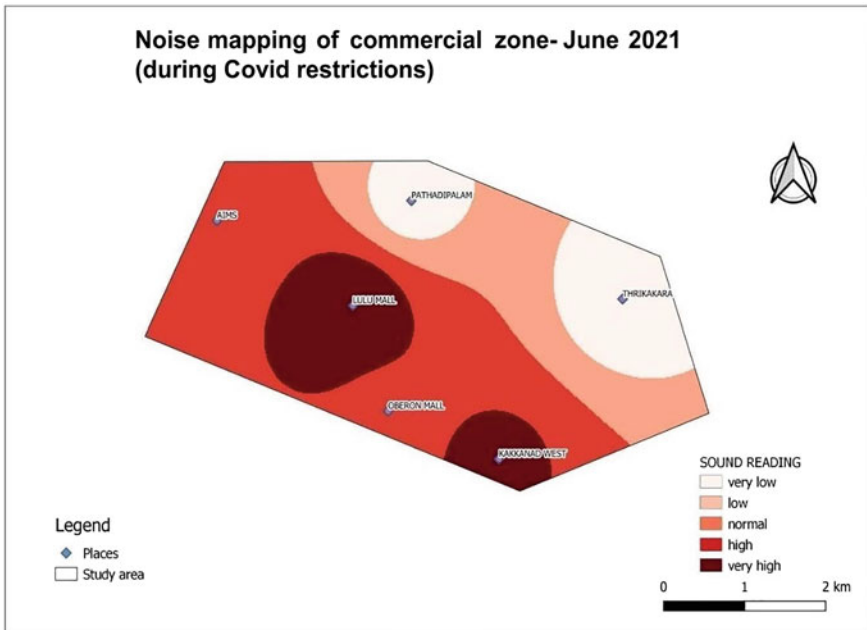 Noise mapping of commercial zone- June 2021
(during Covid restrictions)
PATHADIPALAM
AIMS
THRIKAKARA
LULU MALL
OBERON MALL
KAKKANAD WEST
SOUND READING
very low
low
normal
high
very high
Legend
Places
Study area
0 1 2 km